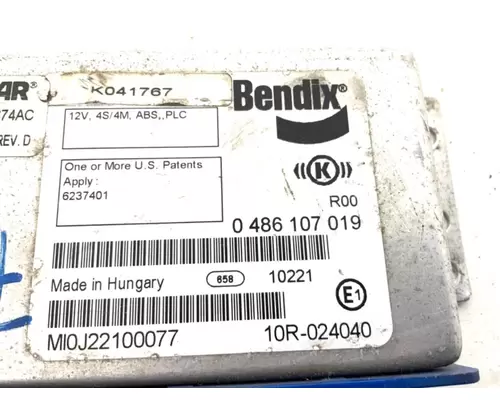 AR
K041767
Bendix
74AC
12V, 4S/4M, ABS,,PLC
REV. D
One or More U.S. Patents
Apply :
6237401
K
R00
0 486 107 019
Made in Hungary
658
10221
E1
MI0J22100077
10R-024040